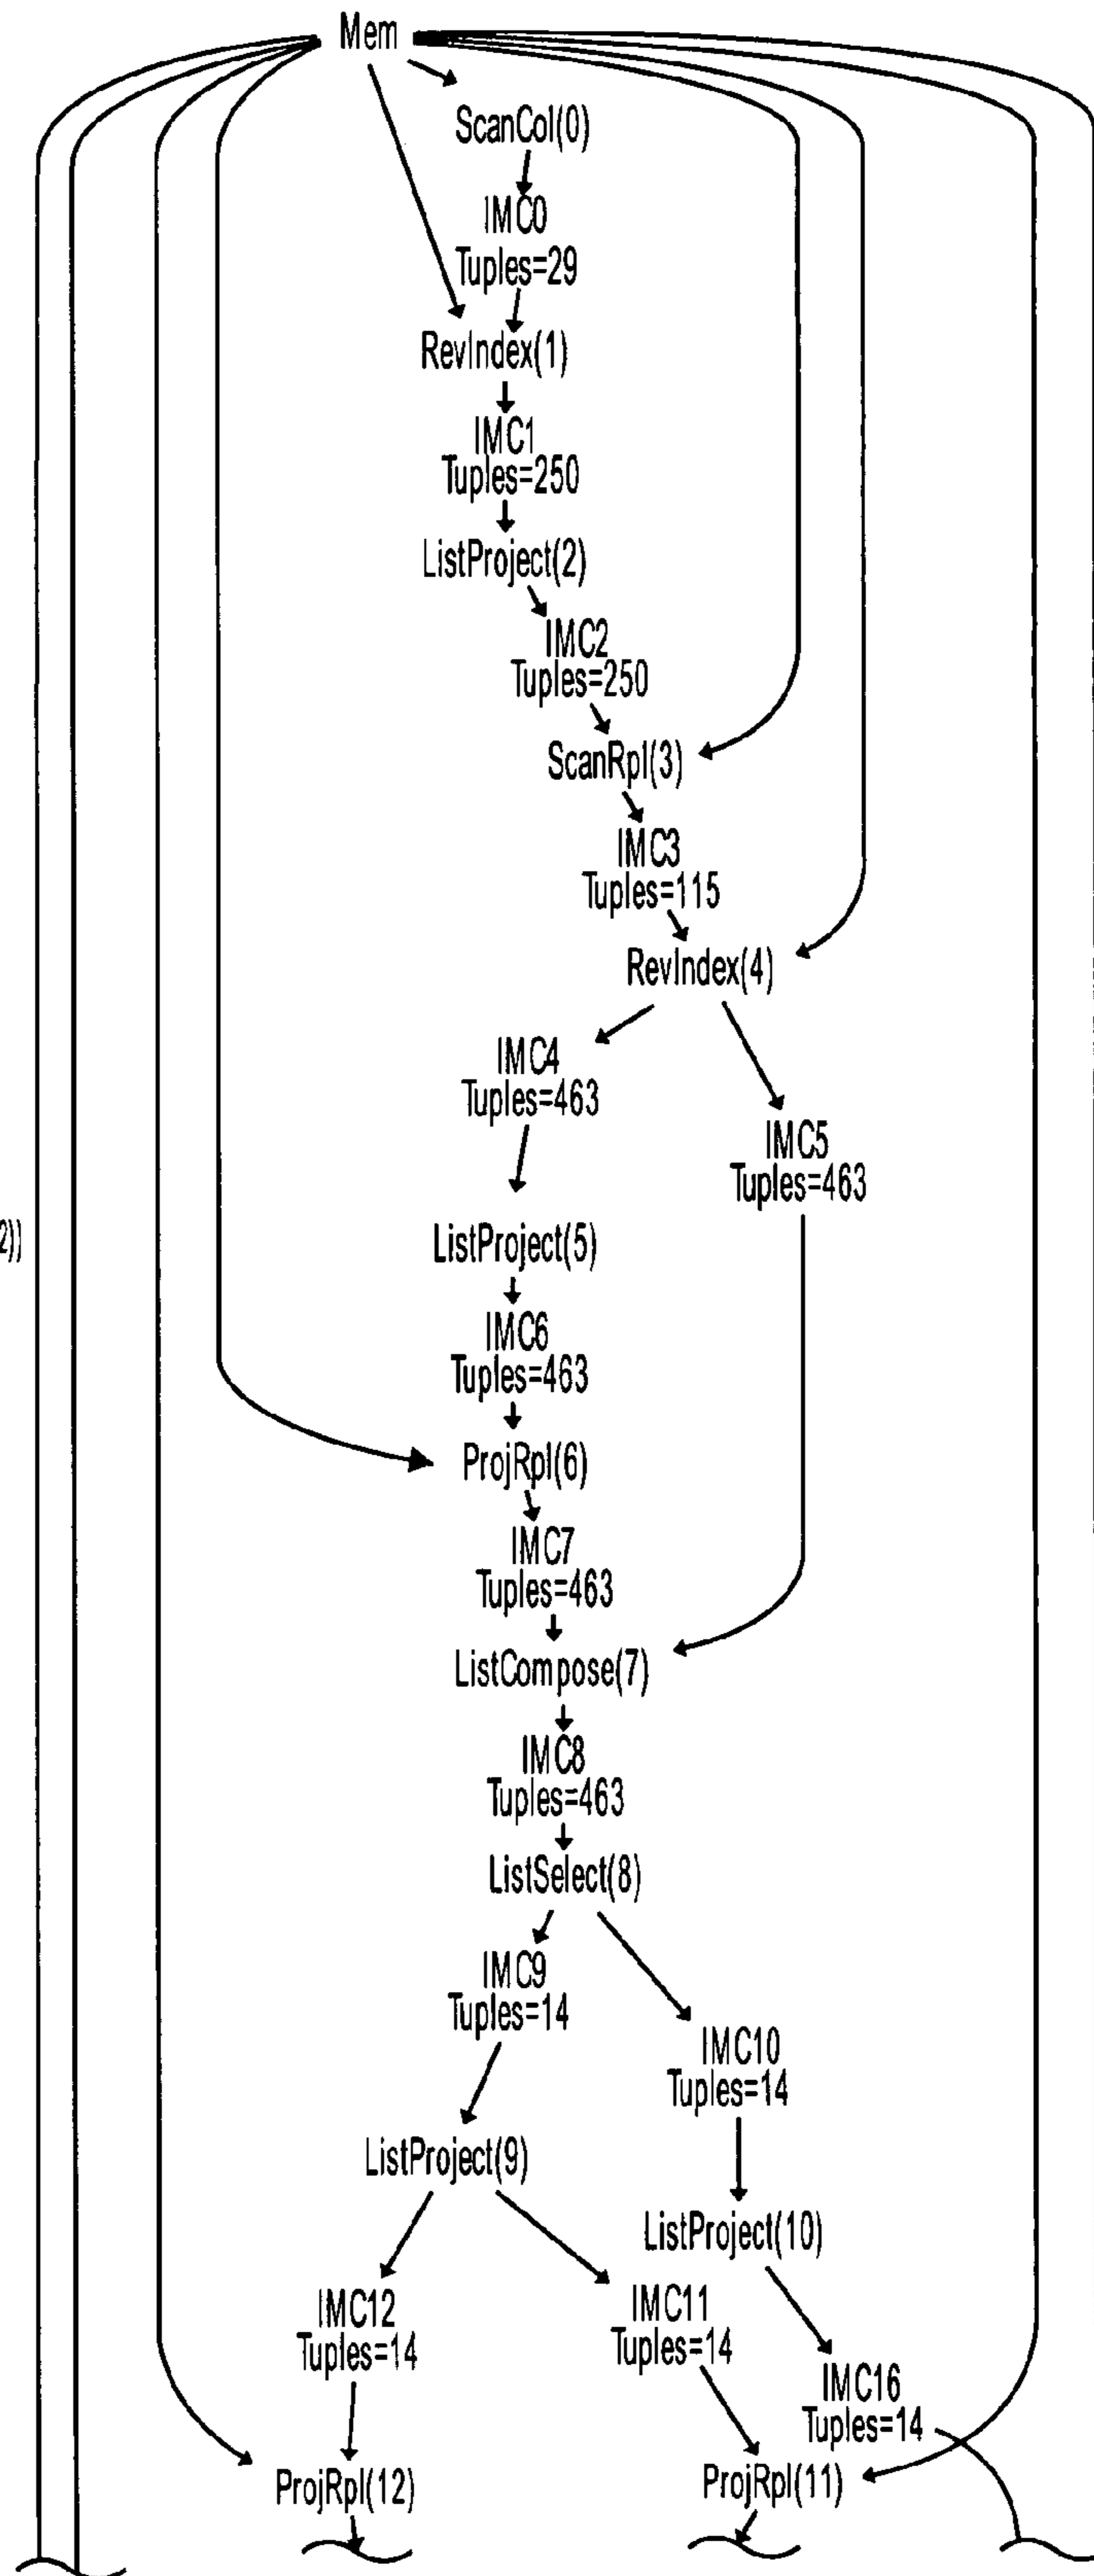 Mem
ScanCol(0)
IMC0
Tuples=29
RevIndex(1)
IMC1
Tuples=250
ListProject(2)
IMC2
Tuples=250
ScanRpl(3)
IMC3
Tuples=115
RevIndex(4)
IMC4
Tuples=463
IMC5
Tuples=463
2))
ListProject(5)
IMC6
Tuples=463
ProjRpl(6)
IMC7
Tuples=463
ListCompose(7)
IMC8
Tuples=463
ListSelect(8)
IMC9
Tuples=14
IMC10
Tuples=14
ListProject(9)
ListProject(10)
IMC12
Tuples=14
IMC11
Tuples=14
IMC16
Tuples=14
ProjRpl(12)
ProjRpl(11)